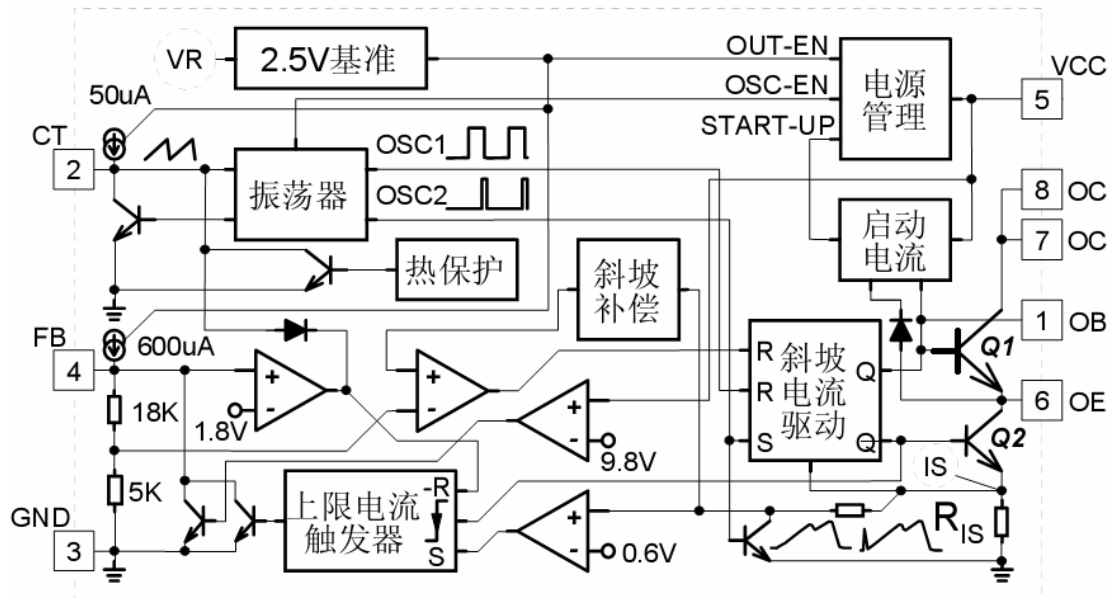 VR
2.5V基准
OUT-EN
OSC-EN
START-UP
电源
管理
VCC
5
50uA
CT
2
OSC1
OSC2
振荡器
热保护
斜坡
补偿
启动
电流
8
OC
7
OC
1
OB
Q1
6
OE
FB
4
600uA
18K
1.8V
+
-
+
-
+
-
9.8V
R
R
S
斜坡
电流
驱动
Q
Q
Q2
IS
5K
GND
3
上限电流
触发器
-R
S
+
-
0.6V
RIS